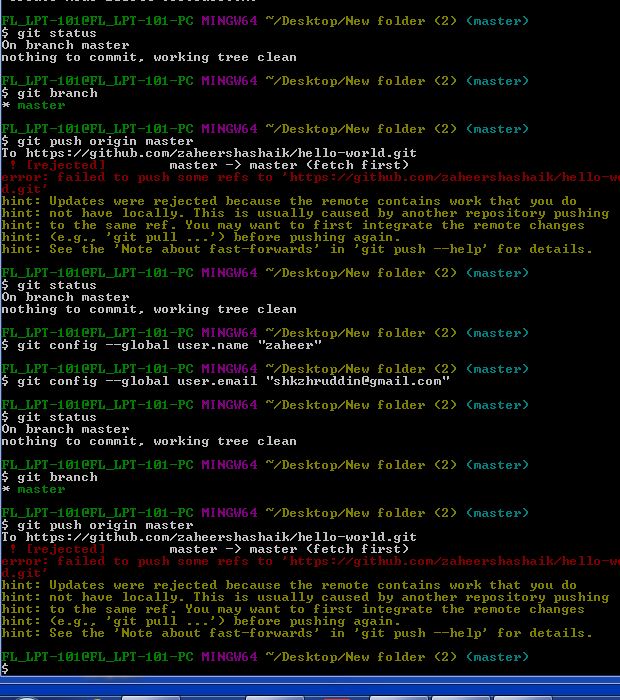 FL_LPT-101@FL_LPT-101-PC MINGW64 ~/Desktop/New folder (2) (master)
$ git status
On branch master
nothing to commit, working tree clean
FL_LPT-101@FL_LPT-101-PC MINGW64 ~/Desktop/New folder (2) (master)
$ git branch
* master
FL_LPT-101@FL_LPT-101-PC MINGW64 ~/Desktop/New folder (2) (master)
$ git push origin master
To https://github.com/zaheershashaik/hello-world.git
! [rejected] master -> master (fetch first)
error: failed to push some refs to 'https://github.com/zaheershashaik/hello-w
d.git'
hint: Updates were rejected because the remote contains work that you do
hint: not have locally. This is usually caused by another repository pushing
hint: to the same ref. You may want to first integrate the remote changes
hint: (e.g., 'git pull ...') before pushing again.
hint: See the 'Note about fast-forwards' in 'git push --help' for details.
FL_LPT-101@FL_LPT-101-PC MINGW64 ~/Desktop/New folder (2) (master)
$ git status
On branch master
nothing to commit, working tree clean
FL_LPT-101@FL_LPT-101-PC MINGW64 ~/Desktop/New folder (2) (master)
$ git config --global user.name "zaheer"
FL_LPT-101@FL_LPT-101-PC MINGW64 ~/Desktop/New folder (2) (master)
$ git config --global user.email "shkzhruddin@gmail.com"
FL_LPT-101@FL_LPT-101-PC MINGW64 ~/Desktop/New folder (2) (master)
$ git status
On branch master
nothing to commit, working tree clean
FL_LPT-101@FL_LPT-101-PC MINGW64 ~/Desktop/New folder (2) (master)
$ git branch
* master
FL_LPT-101@FL_LPT-101-PC MINGW64 ~/Desktop/New folder (2) (master)
$ git push origin master
To https://github.com/zaheershashaik/hello-world.git
! [rejected] master -> master (fetch first)
error: failed to push some refs to 'https://github.com/zaheershashaik/hello-w
d.git'
hint: Updates were rejected because the remote contains work that you do
hint: not have locally. This is usually caused by another repository pushing
hint: to the same ref. You may want to first integrate the remote changes
hint: (e.g., 'git pull ...') before pushing again.
hint: See the 'Note about fast-forwards' in 'git push --help' for details.
FL_LPT-101@FL_LPT-101-PC MINGW64 ~/Desktop/New folder (2) (master)
$